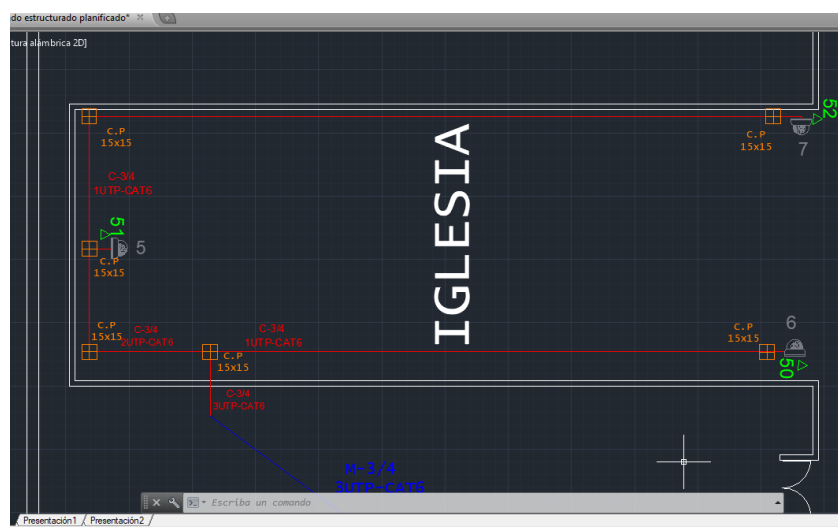 do estructurado planificado*
tura alámbrica 2D]
C.P
15x15
C-3/4
1UTP-CAT6
51
5
C.P
15x15
C.P
15x15
C-3/4
2UTP-CAT6
C-3/4
1UTP-CAT6
C.P
15x15
C-3/4
3UTP-CAT6
IGLESIA
C.P
15x15
52
7
6
C.P
15x15
50
M-3/4
3UTP-CAT6
Escriba un comando
Presentación1
Presentación2